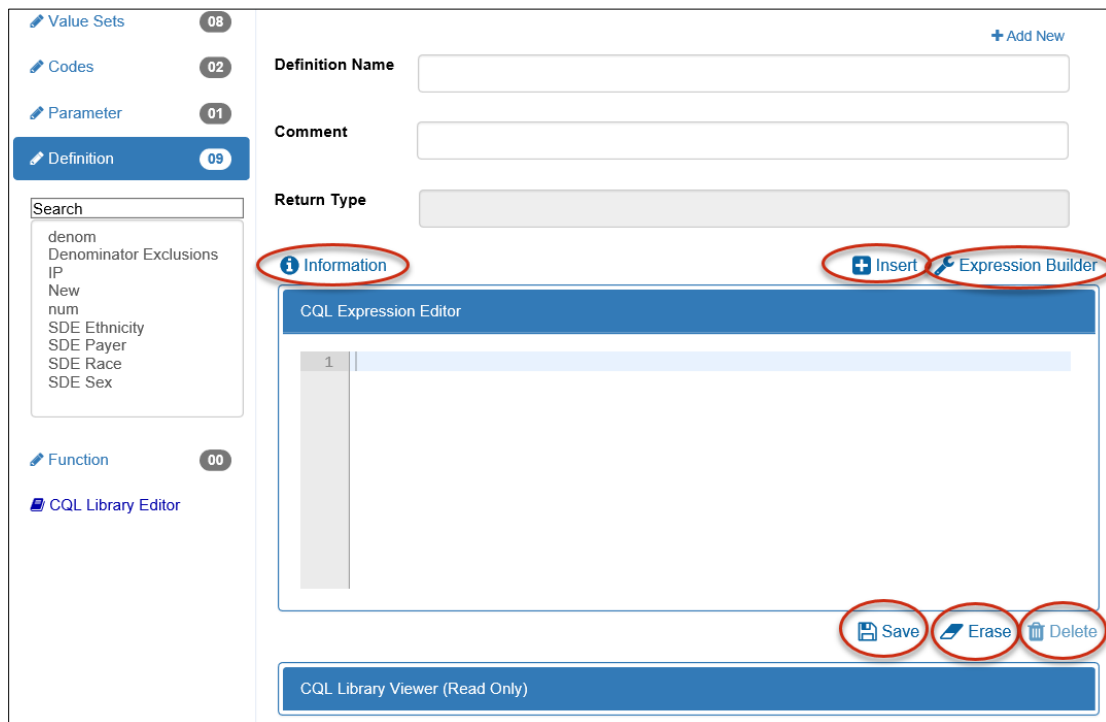 Value Sets 08
Codes 02
Parameter 01
Definition 09
Search
denom
Denominator Exclusions
IP
New
num
SDE Ethnicity
SDE Payer
SDE Race
SDE Sex
Function 00
CQL Library Editor
Add New
Definition Name
Comment
Return Type
Information Insert Expression Builder
CQL Expression Editor
1
Save Erase Delete
CQL Library Viewer (Read Only)